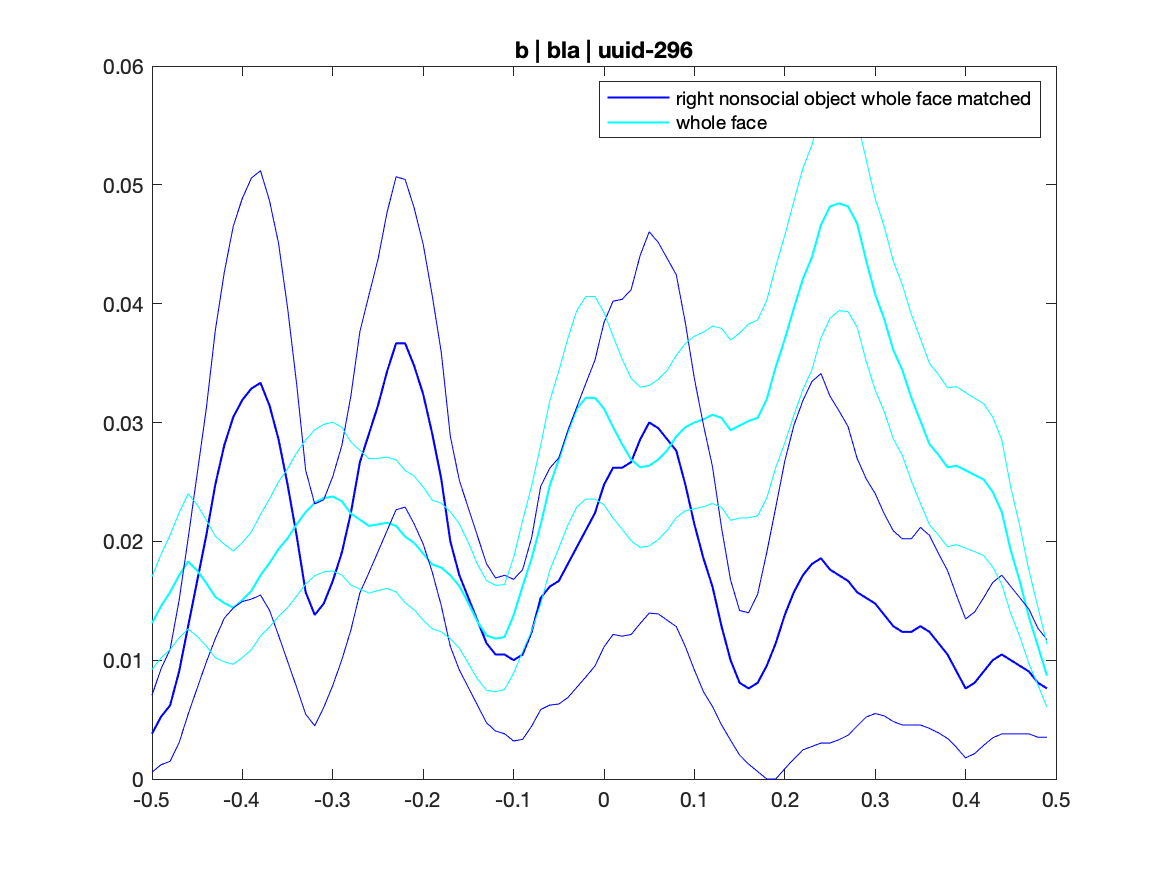 b | bla | uuid-296
0.06
right nonsocial object whole face matched
whole face
0.05
0.04
0.03
0.02
0.01
0
-0.5 -0.4 -0.3 -0.2 -0.1 0 0.1 0.2 0.3 0.4 0.5